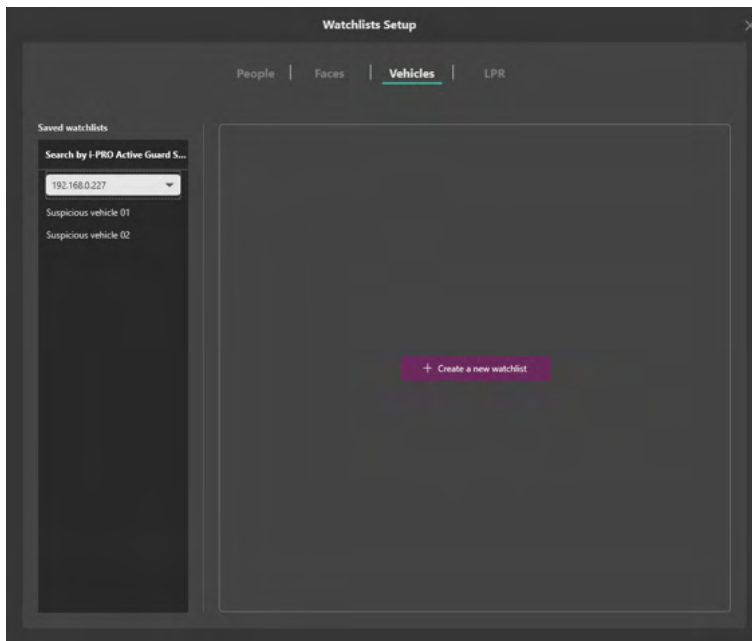 Watchlists Setup
People
Faces
Vehicles
LPR
Saved watchlists
Search by i-PRO Active Guard S...
192.168.0.227
Suspicious vehicle 01
Suspicious vehicle 02
+ Create a new watchlist